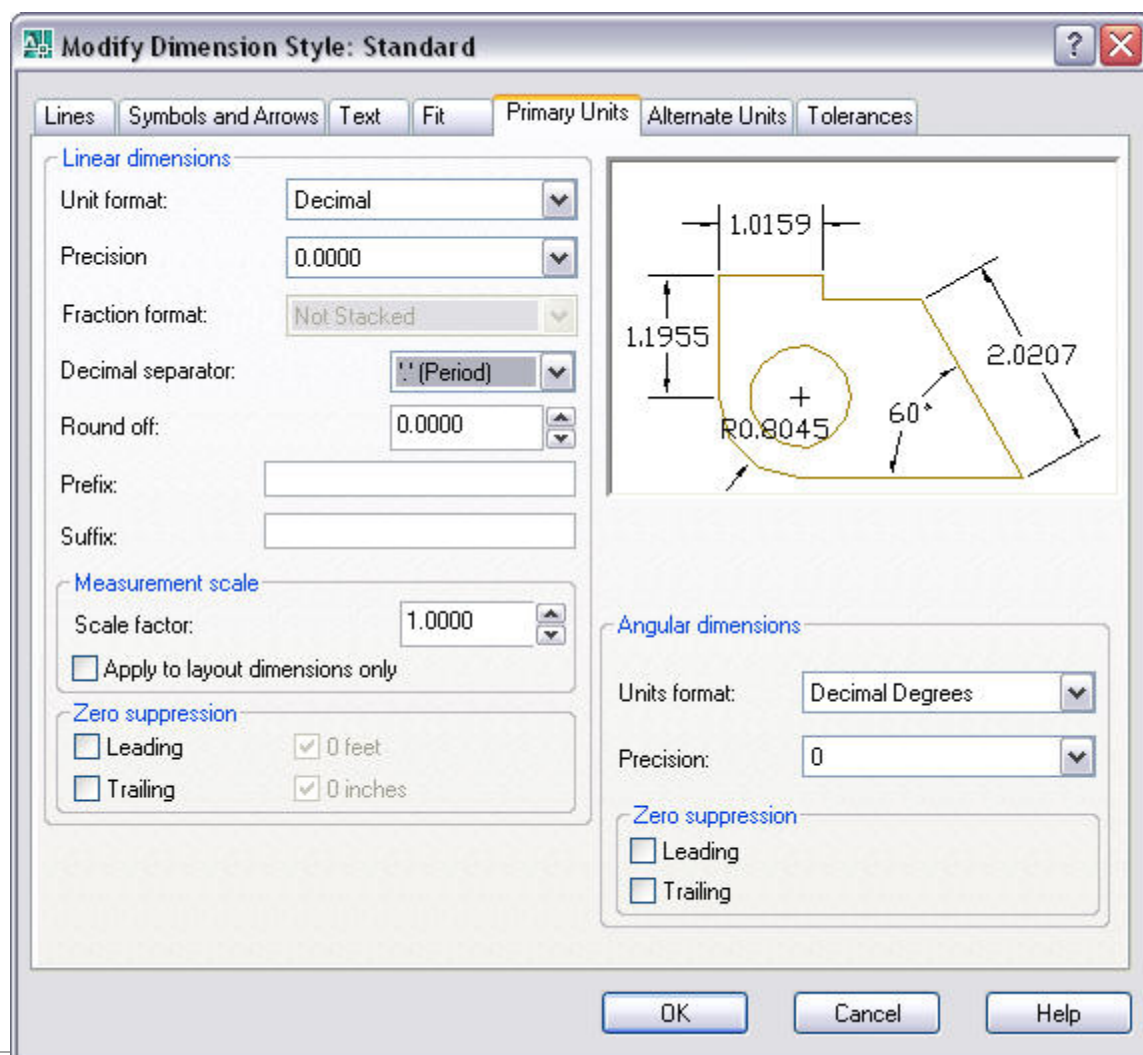 Modify Dimension Style: Standard
Lines Symbols and Arrows Text Fit Primary Units Alternate Units Tolerances
Linear dimensions
Unit format: Decimal
Precision 0.0000
Fraction format: Not Stacked
Decimal separator: '.' (Period)
Round off: 0.0000
Prefix:
Suffix:
Measurement scale
Scale factor: 1.0000
Apply to layout dimensions only
Zero suppression
Leading 0 feet
Trailing 0 inches
1.0159
1.1955
2.0207
60°
R0.8045
Angular dimensions
Units format: Decimal Degrees
Precision: 0
Zero suppression
Leading
Trailing
OK Cancel Help